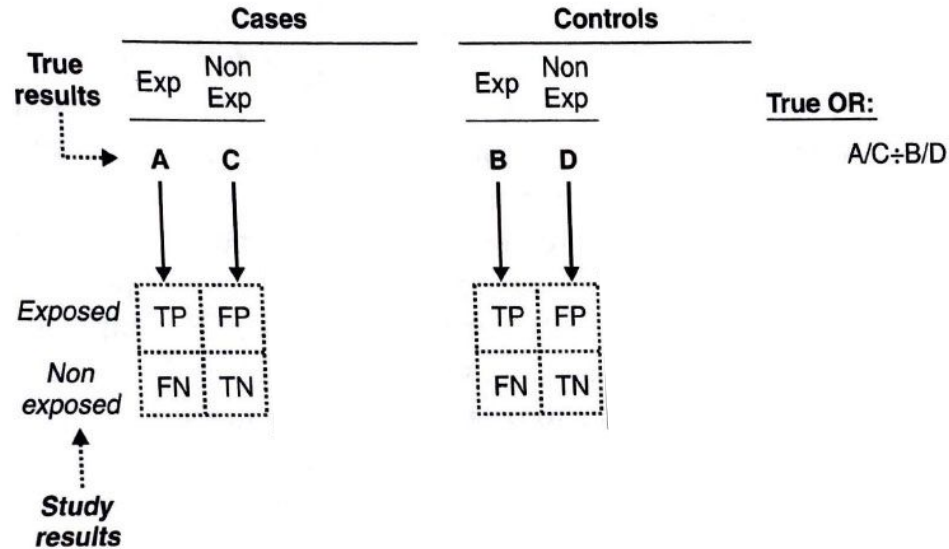 Cases
Controls
True
results
Exp
Non
Exp
Exp
Non
Exp
True OR:
A
C
B
D
A/C÷B/D
Exposed
TP
FP
TP
FP
Non
exposed
FN
TN
FN
TN
Study
results